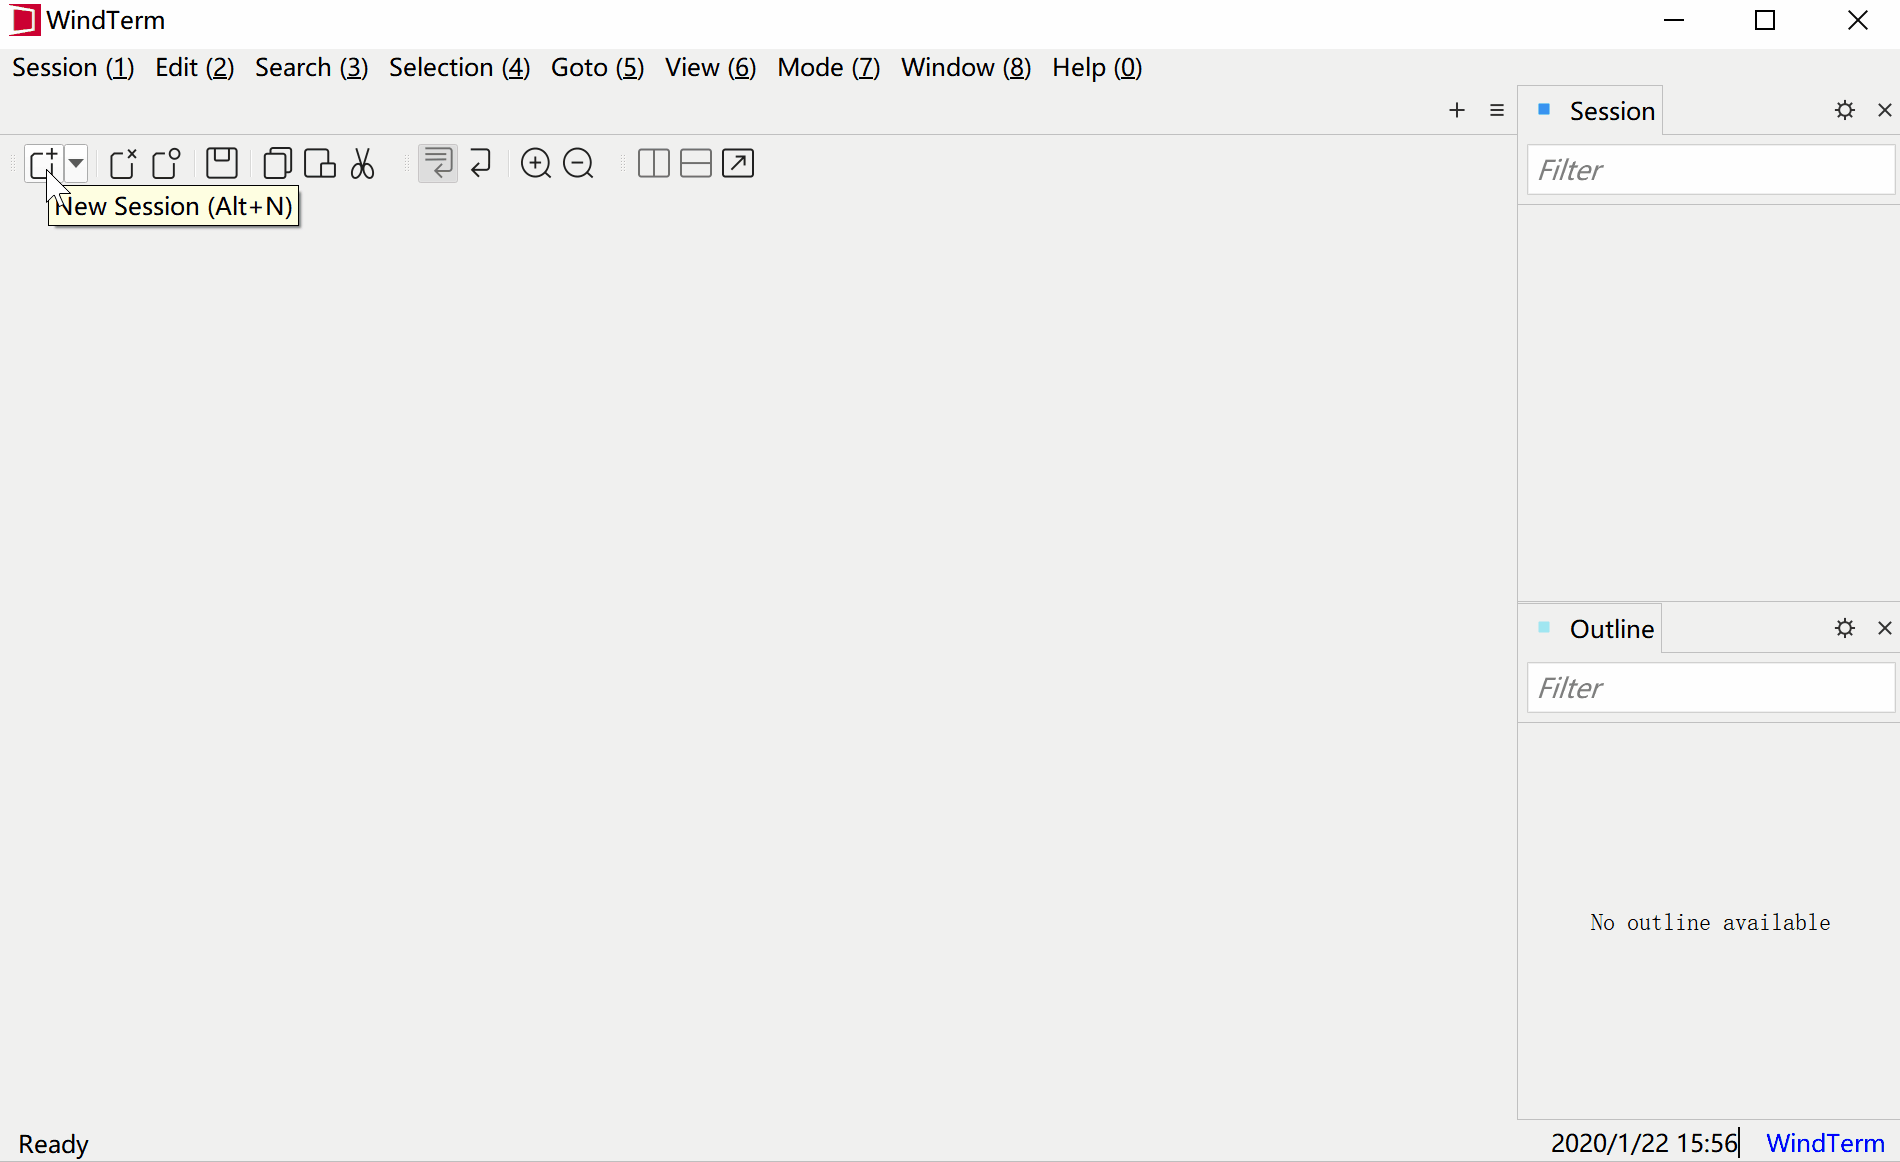 WindTerm
Session (1) Edit (2) Search (3) Selection (4) Goto (5) View (6) Mode (7) Window (8) Help (0)
Session
Filter
New Session (Alt+N)
Outline
Filter
No outline available
Ready
2020/1/22 15:56
WindTerm